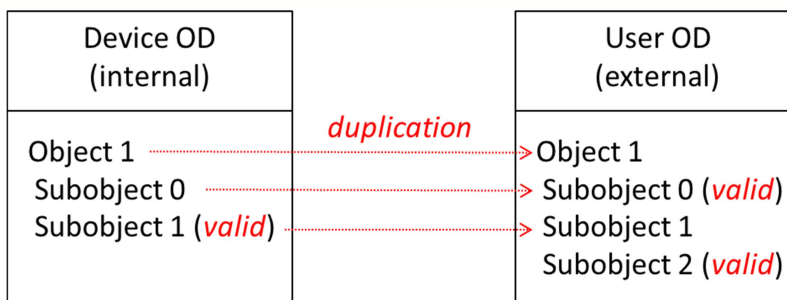 Device OD
(internal)
Object 1
Subobject 0
Subobject 1 (valid)
duplication
User OD
(external)
Object 1
Subobject 0 (valid)
Subobject 1
Subobject 2 (valid)